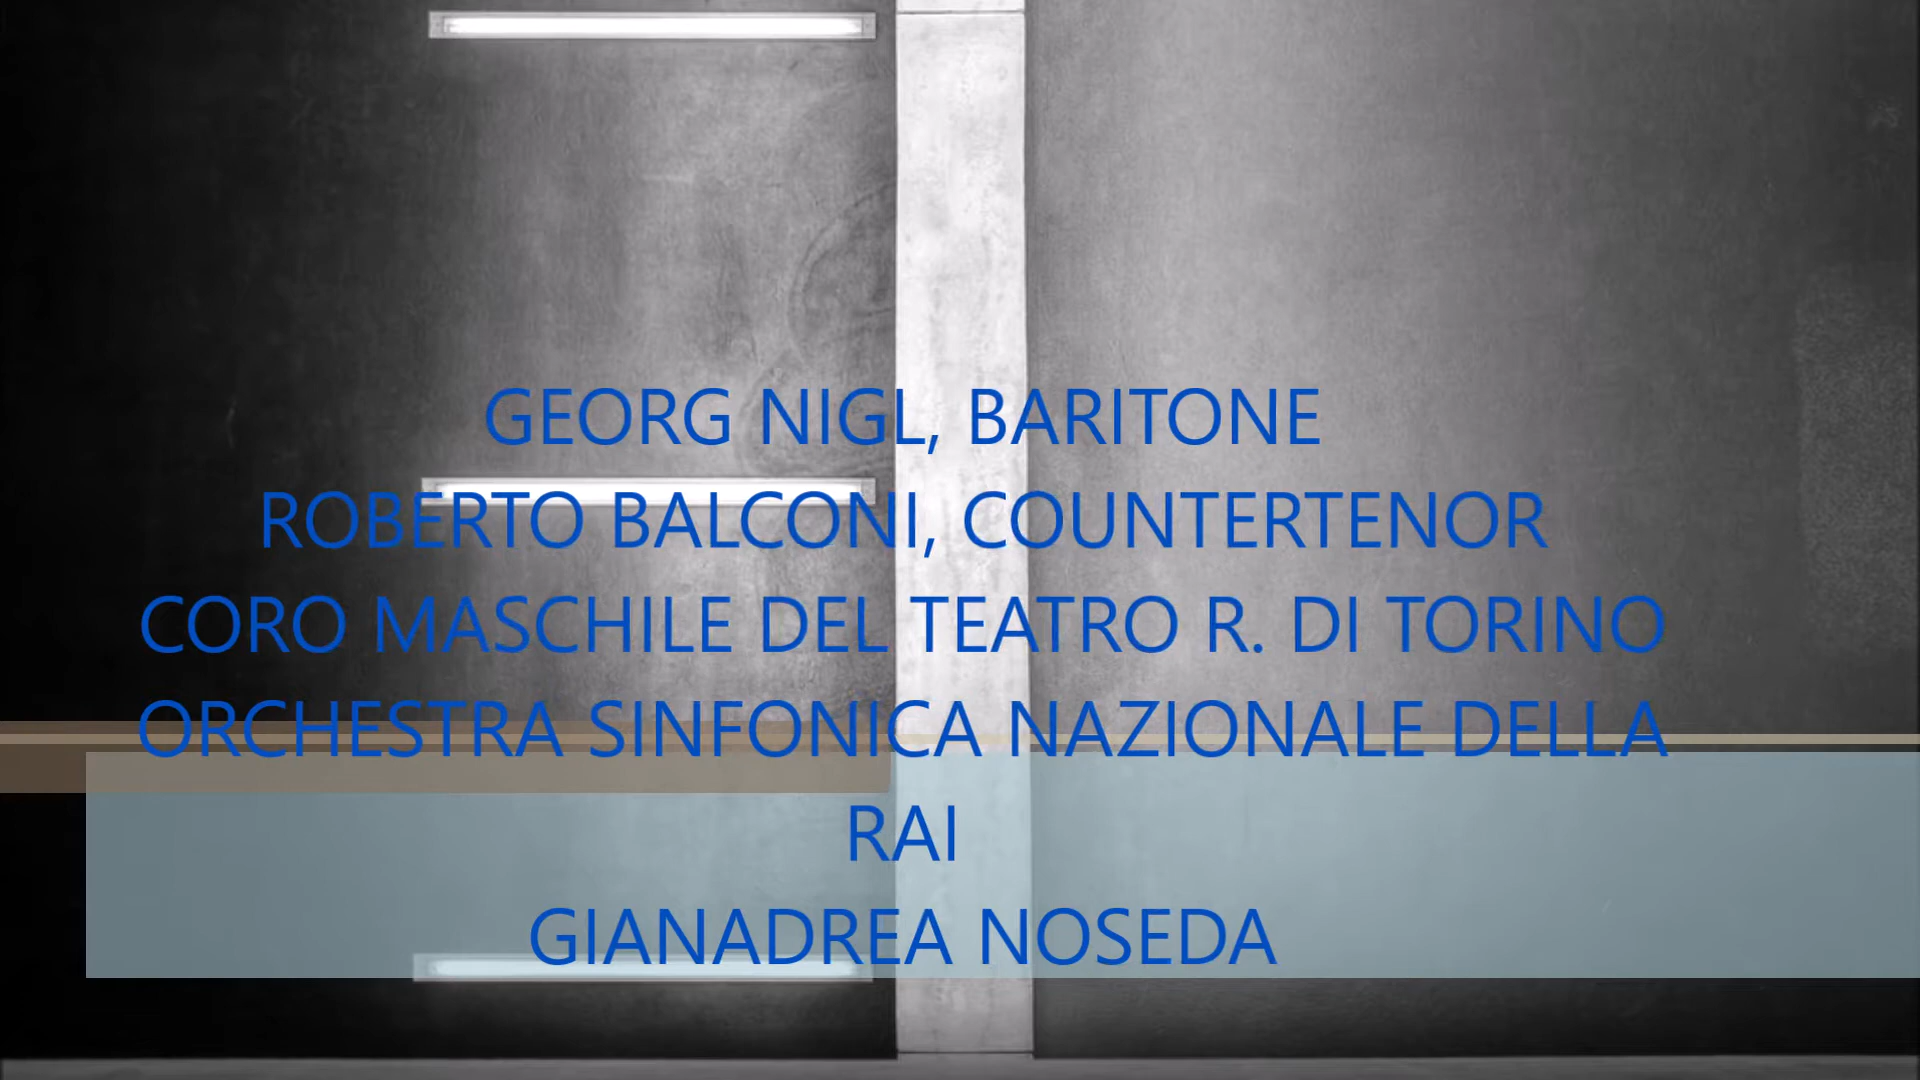 GEORG NIGL, BARITONE
ROBERTO BALCONI, COUNTERTENOR
CORO MASCHILE DEL TEATRO R. DI TORINO
ORCHESTRA SINFONICA NAZIONALE DELLA
RAI
GIANADREA NOSEDA